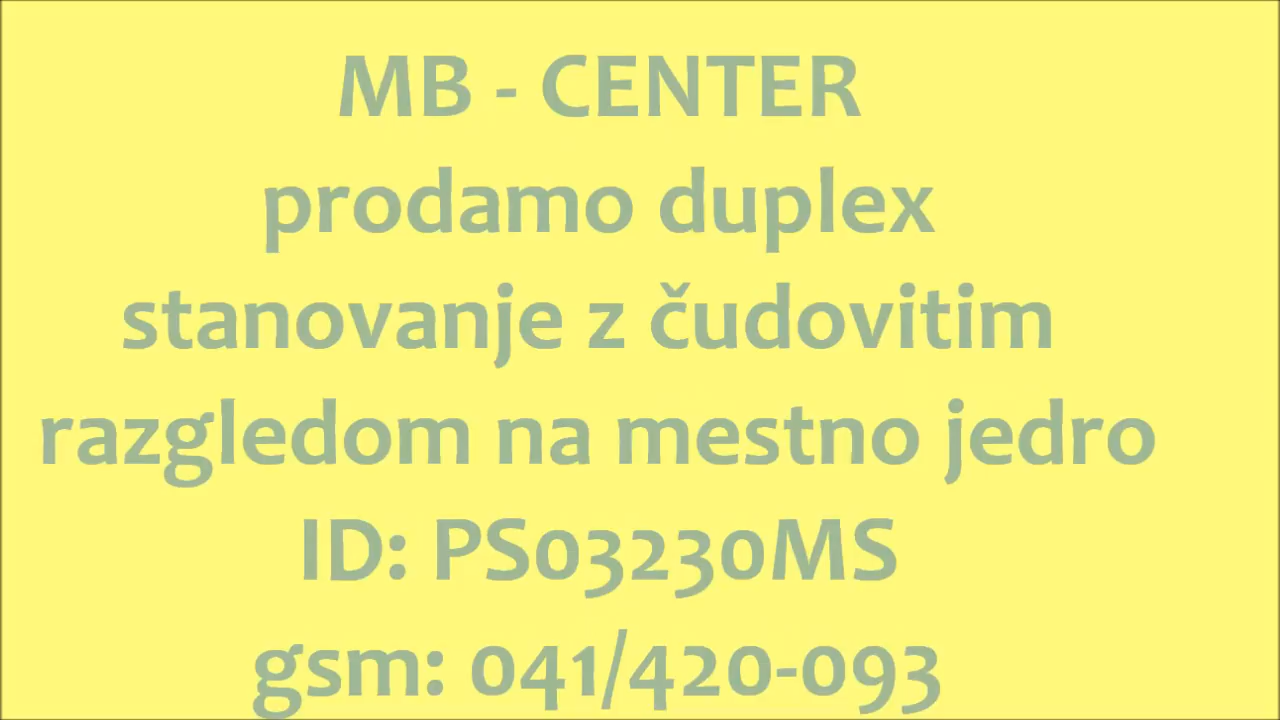 MB - CENTER
prodamo duplex
stanovanje z čudovitim
razgledom na mestno jedro
ID: PS03230MS
gsm: 041/420-093